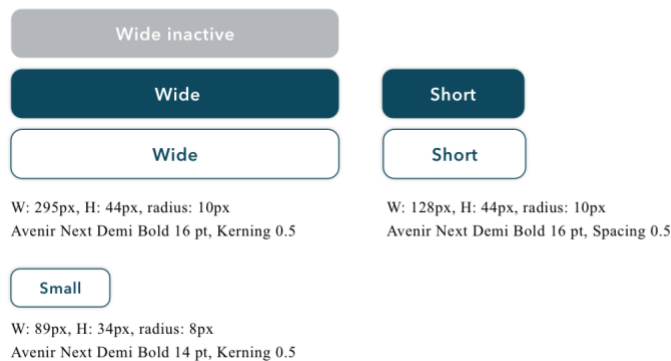 Wide inactive
Wide
Short
Wide
Short
W: 295px, H: 44px, radius: 10px
Avenir Next Demi Bold 16 pt, Kerning 0.5
W: 128px, H: 44px, radius: 10px
Avenir Next Demi Bold 16 pt, Spacing 0.5
Small
W: 89px, H: 34px, radius: 8px
Avenir Next Demi Bold 14 pt, Kerning 0.5